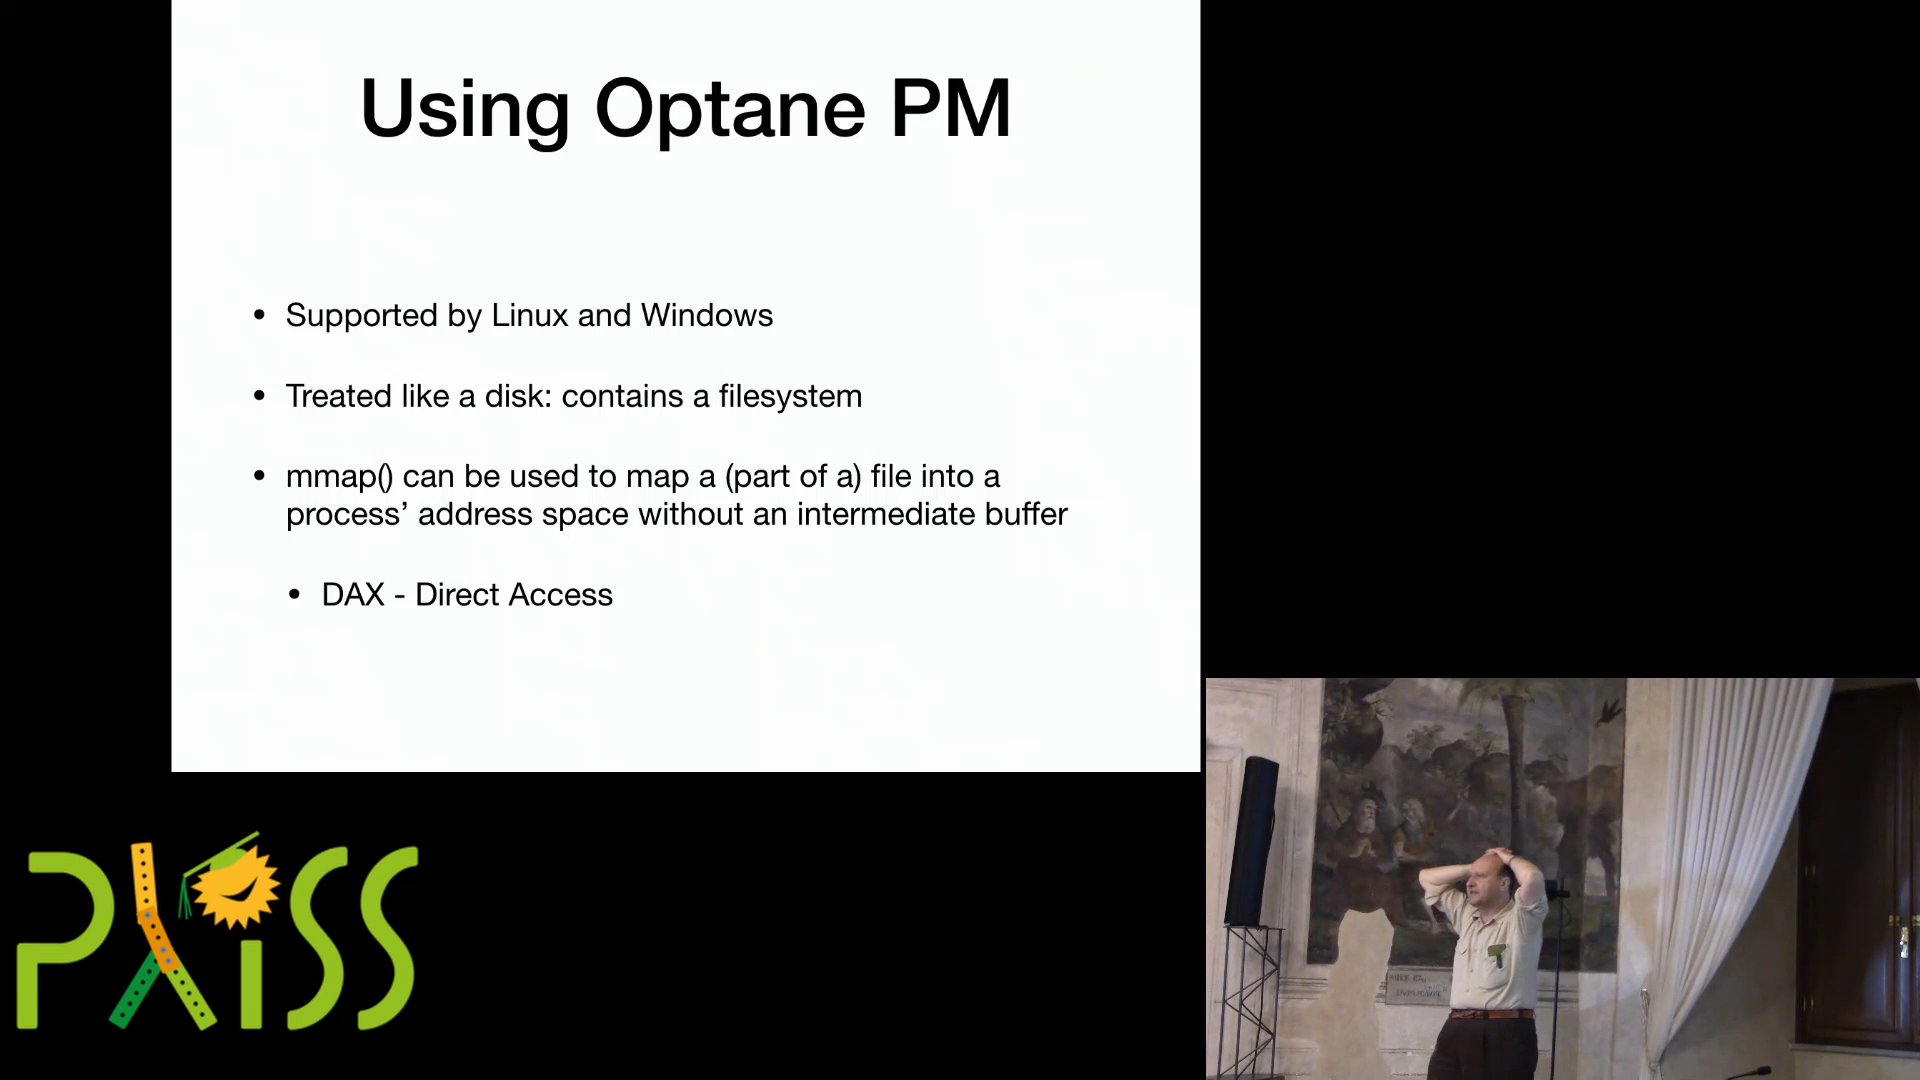 Using Optane PM
• Supported by Linux and Windows
• Treated like a disk: contains a filesystem
• mmap() can be used to map a (part of a) file into a
process’ address space without an intermediate buffer
• DAX - Direct Access
PLISS